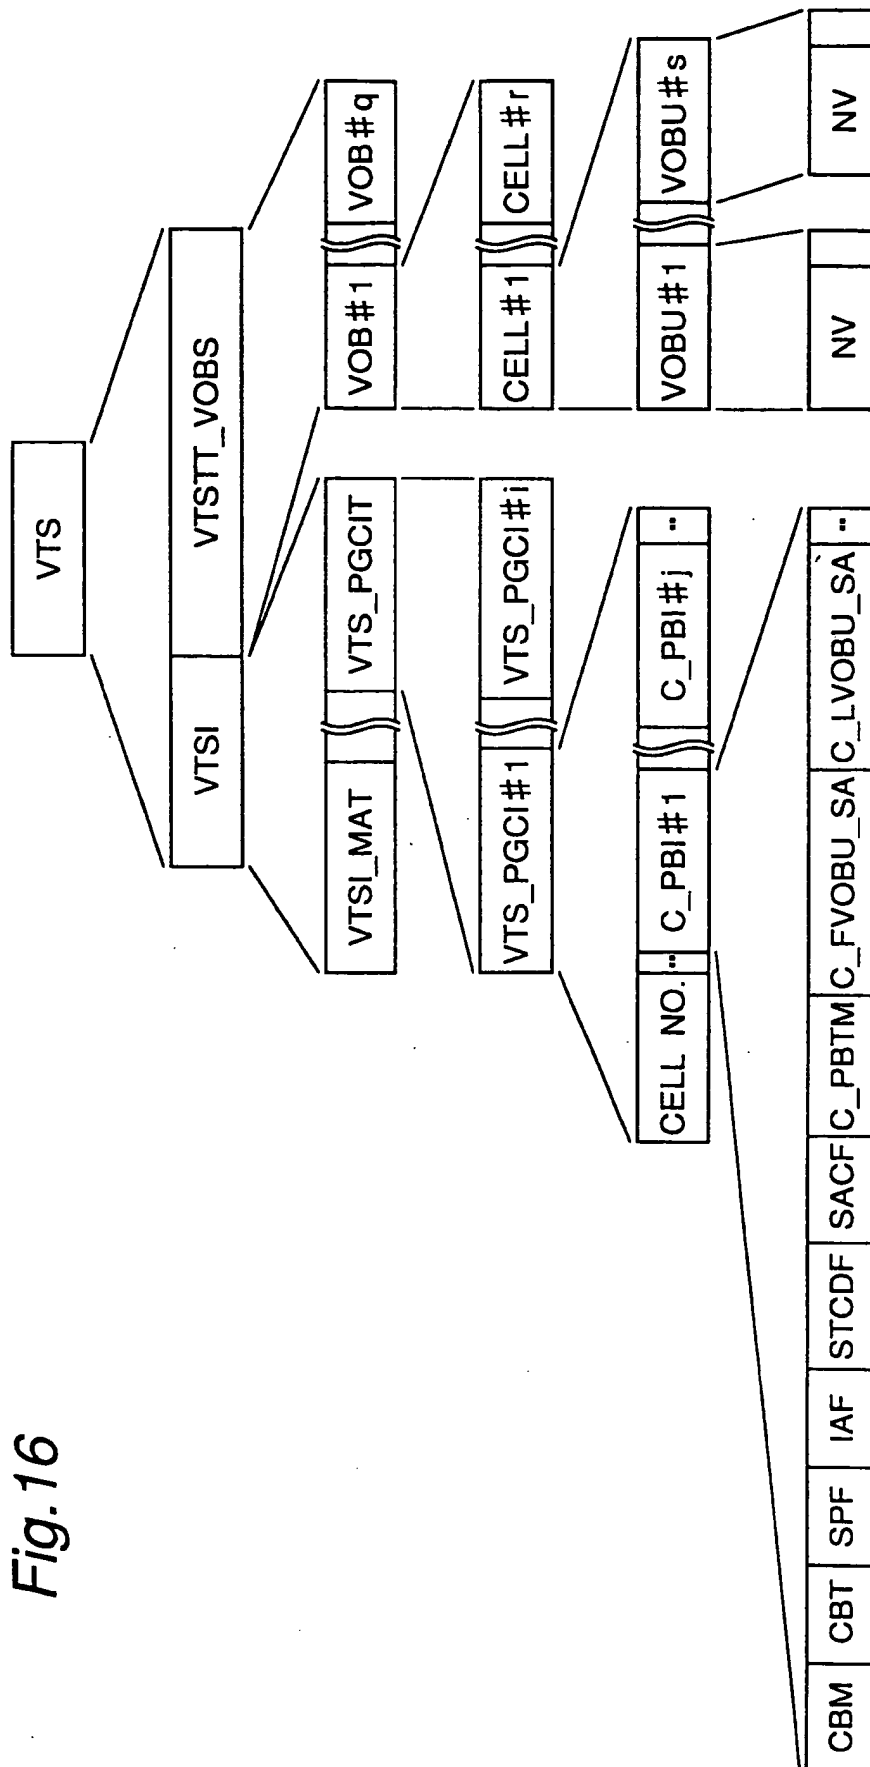 Fig.16
VTS
VTSI VTSTT_VOBS
VTSI_MAT VTS_PGCIT VOB#1 VOB#q
VTS_PGCI#1 VTS_PGCI#i CELL#1 CELL#r
CELL NO. ･･ C_PBI#1 C_PBI#j ･･ VOBU#1 VOBU#s
CBM CBT SPF IAF STCDF SACF C_PBTM C_FVOBU_SA C_LVOBU_SA ･･ NV NV